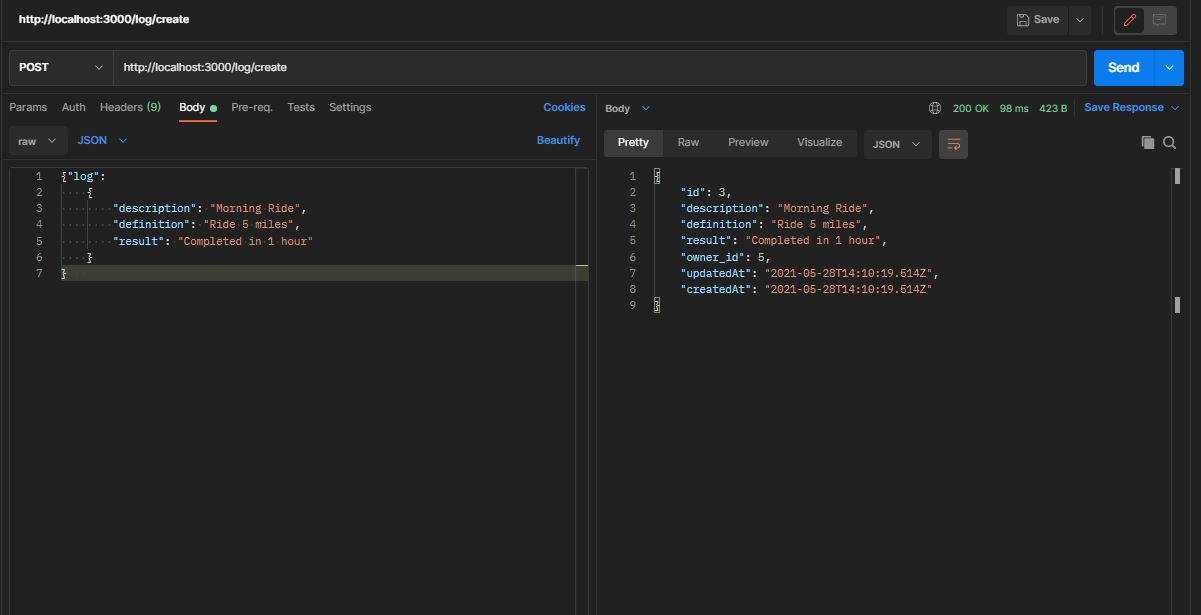 http://localhost:3000/log/create
Save
POST
http://localhost:3000/log/create
Send
Params Auth Headers (9) Body Pre-req. Tests Settings Cookies
raw JSON Beautify
1 {"log":
2 {
3 "description": "Morning Ride",
4 "definition": "Ride 5 miles",
5 "result": "Completed in 1 hour"
6 }
7 }
Body 200 OK 98 ms 423 B Save Response
Pretty Raw Preview Visualize JSON
1 {
2 "id": 3,
3 "description": "Morning Ride",
4 "definition": "Ride 5 miles",
5 "result": "Completed in 1 hour",
6 "owner_id": 5,
7 "updatedAt": "2021-05-28T14:10:19.514Z",
8 "createdAt": "2021-05-28T14:10:19.514Z"
9 }